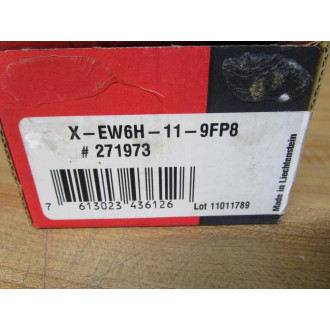 X-EW6H-11-9FP8
# 271973
7 613023 436126
Lot 11011789
Made in Liechtenstein